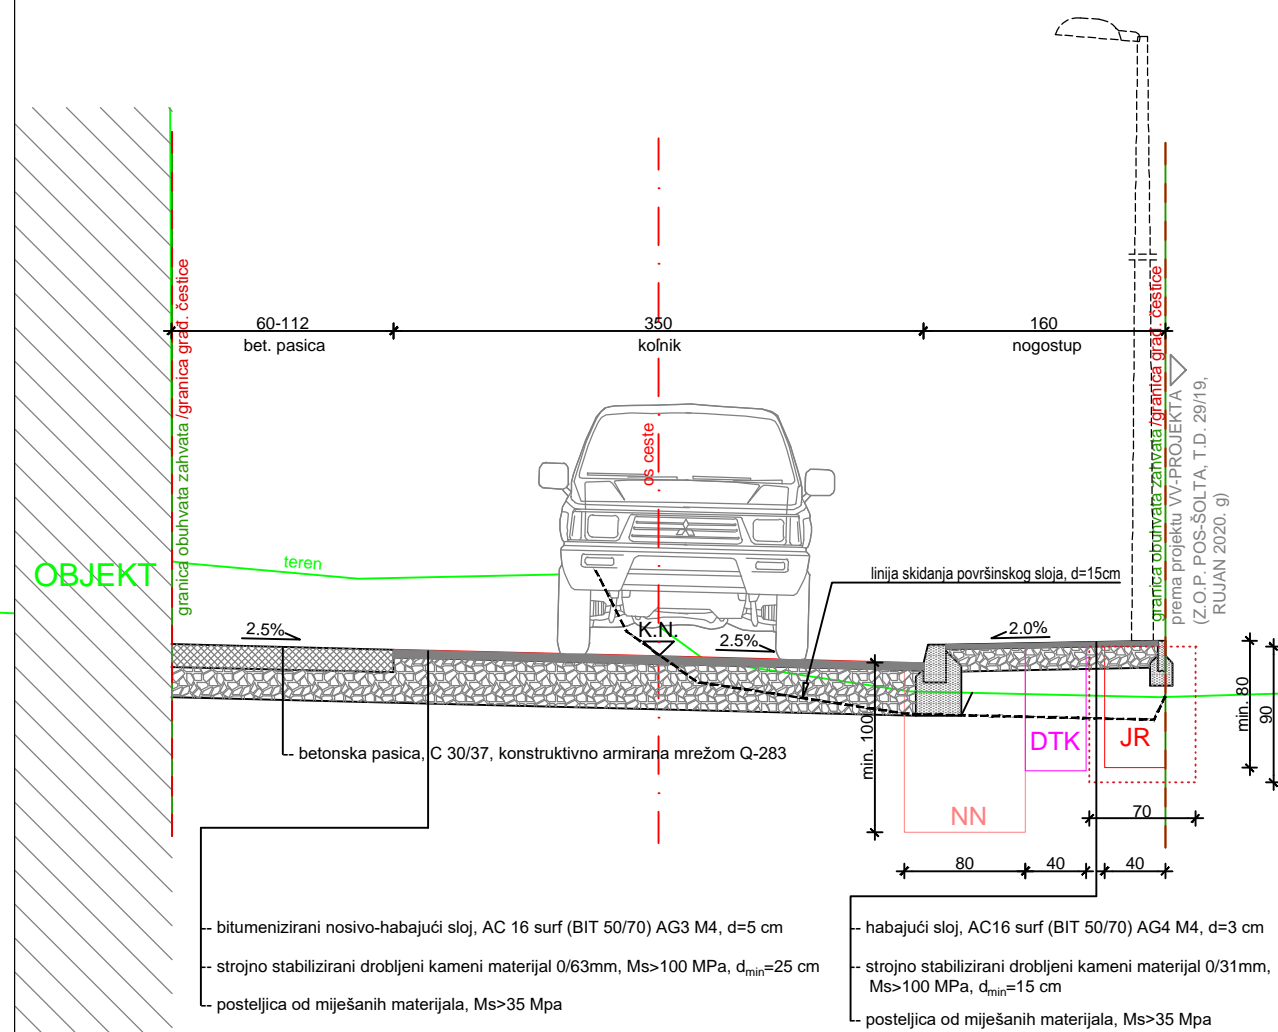 60-112
bet. pasica
350
kolnik
160
nogostup
granica obuhvata zahvata/granica građ. čestice
os ceste
granica obuhvata zahvata/granica građ. čestice
prema projektu VV-PROJEKTA
(Z.O.P. POS-ŠOLTA, T.D. 29/19,
RUJAN 2020. g)
OBJEKT
teren
linija skidanja površinskog sloja, d=15cm
2.5%
K.N.
2.5%
2.0%
min. 100
DTK
JR
min. 80
90
NN
70
80
40
40
betonska pasica, C 30/37, konstruktivno armirana mrežom Q-283
bitumenizirani nosivo-habajući sloj, AC 16 surf (BIT 50/70) AG3 M4, d=5 cm
strojno stabilizirani drobljeni kameni materijal 0/63mm, Ms>100 MPa, dmin=25 cm
posteljica od miješanih materijala, Ms>35 Mpa
habajući sloj, AC16 surf (BIT 50/70) AG4 M4, d=3 cm
strojno stabilizirani drobljeni kameni materijal 0/31mm,
Ms>100 MPa, dmin=15 cm
posteljica od miješanih materijala, Ms>35 Mpa